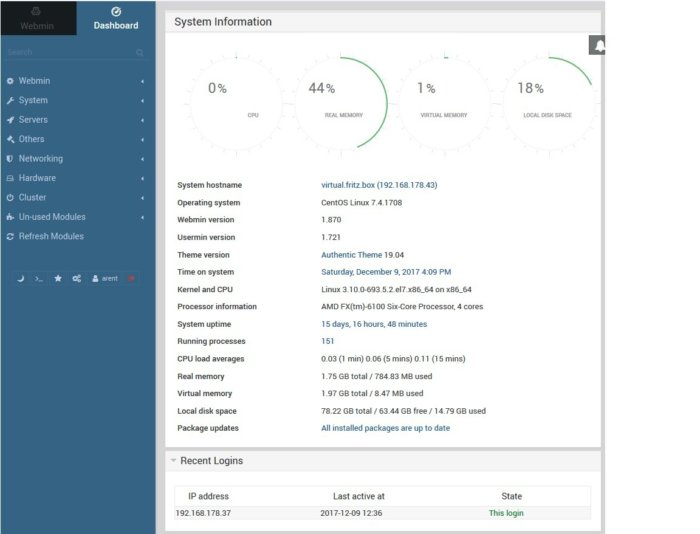 Webmin
Dashboard
Search
Webmin
System
Servers
Others
Networking
Hardware
Cluster
Un-used Modules
Refresh Modules
arent
System Information
0%
CPU
44%
REAL MEMORY
1%
VIRTUAL MEMORY
18%
LOCAL DISK SPACE
System hostname virtual.fritz.box (192.168.178.43)
Operating system CentOS Linux 7.4.1708
Webmin version 1.870
Usermin version 1.721
Theme version Authentic Theme 19.04
Time on system Saturday, December 9, 2017 4:09 PM
Kernel and CPU Linux 3.10.0-693.5.2.el7.x86_64 on x86_64
Processor information AMD FX(tm)-6100 Six-Core Processor, 4 cores
System uptime 15 days, 16 hours, 48 minutes
Running processes 151
CPU load averages 0.03 (1 min) 0.06 (5 mins) 0.11 (15 mins)
Real memory 1.75 GB total / 784.83 MB used
Virtual memory 1.97 GB total / 8.47 MB used
Local disk space 78.22 GB total / 63.44 GB free / 14.79 GB used
Package updates All installed packages are up to date
Recent Logins
IP address Last active at State
192.168.178.37 2017-12-09 12:36 This login